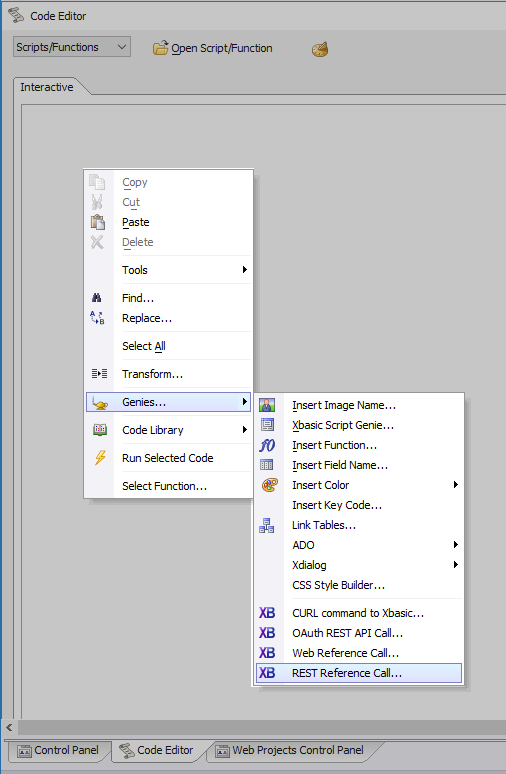 Code Editor
Scripts/Functions
Open Script/Function
Interactive
Copy
Cut
Paste
Delete
Tools
Find...
Replace...
Select All
Transform...
Genies...
Code Library
Run Selected Code
Select Function...
Insert Image Name...
Xbasic Script Genie...
Insert Function...
Insert Field Name...
Insert Color
Insert Key Code...
Link Tables...
ADO
Xdialog
CSS Style Builder...
XB CURL command to Xbasic...
XB OAuth REST API Call...
XB Web Reference Call...
XB REST Reference Call...
Control Panel
Code Editor
Web Projects Control Panel